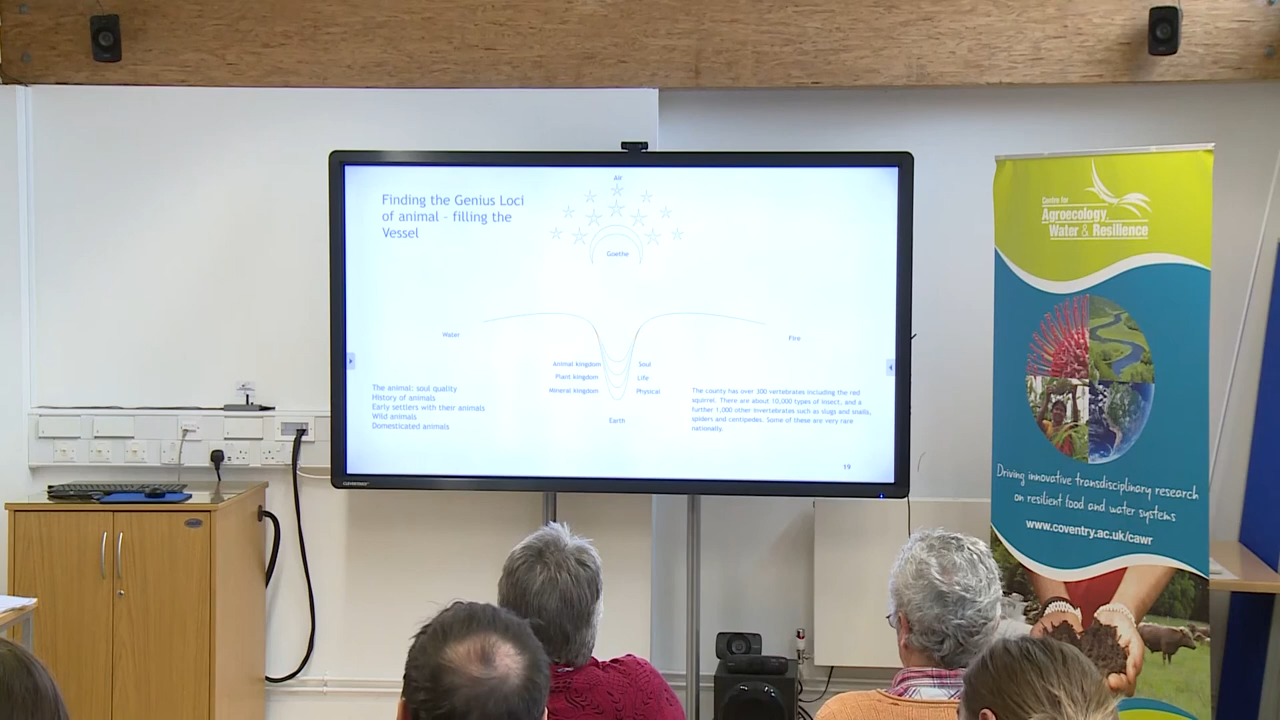 Finding the Genius Loci
of animal - filling the
Vessel
Air
Goethe
Water
Fire
Animal kingdom
Soul
Plant kingdom
Life
Mineral kingdom
Physical
Earth
The animal: soul quality
History of animals
Early settlers with their animals
Wild animals
Domesticated animals
The county has over 300 vertebrates including the red
squirrel. There are about 10,000 types of insect, and a
further 1,000 other invertebrates such as slugs and snails,
spiders and centipedes. Some of these are very rare
nationally.
19
CLEVERTOUCH
Centre for
Agroecology,
Water & Resilience
Driving innovative transdisciplinary research
on resilient food and water systems
www.coventry.ac.uk/cawr